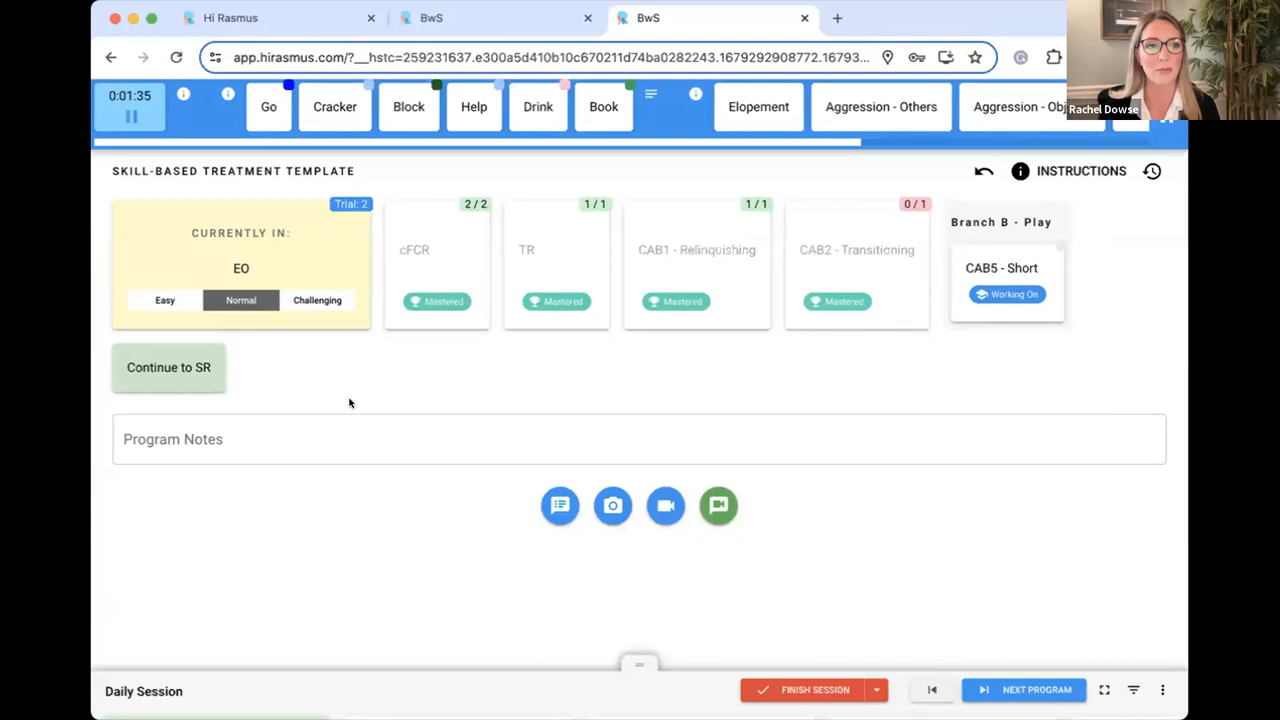 Hi Rasmus
BwS
BwS
app.hirasmus.com/?__hstc=259231637.e300a5d410b10c670211d74ba0282243.1679292908772.16793...
Rachel Dowse
0:01:35
Go
Cracker
Block
Help
Drink
Book
Elopement
Aggression - Others
Aggression - Obj
SKILL-BASED TREATMENT TEMPLATE
INSTRUCTIONS
Trial: 2
CURRENTLY IN:
EO
Easy
Normal
Challenging
2 / 2
cFCR
Mastered
1 / 1
TR
Mastered
1 / 1
CAB1 - Relinquishing
Mastered
0 / 1
CAB2 - Transitioning
Mastered
Branch B - Play
CAB5 - Short
Working On
Continue to SR
Program Notes
Daily Session
FINISH SESSION
NEXT PROGRAM